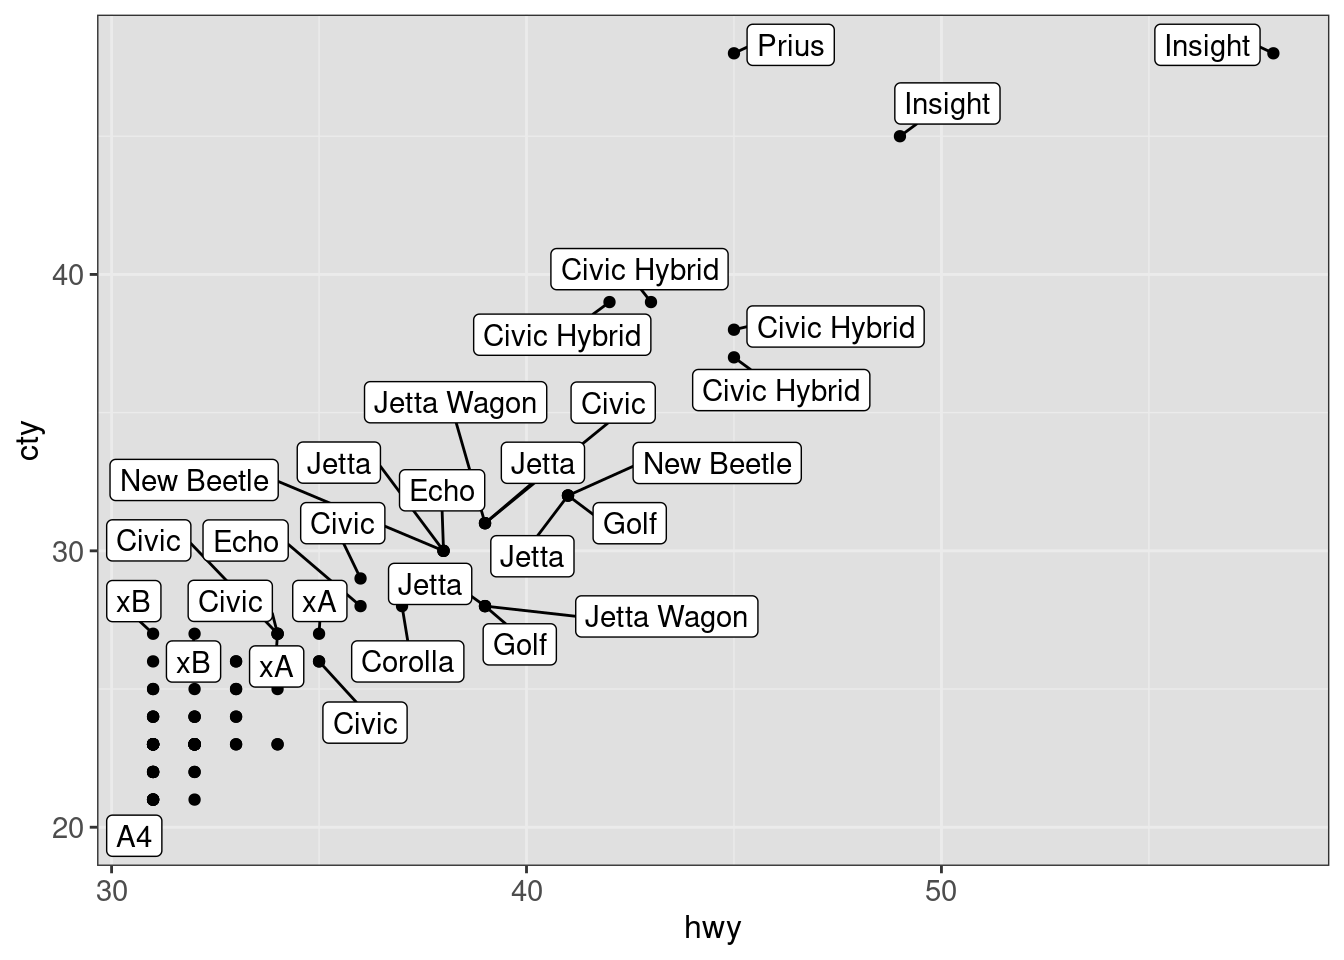 Prius
Insight
Insight
Civic Hybrid
Civic Hybrid
Civic Hybrid
Civic Hybrid
Jetta Wagon
Civic
Jetta
Jetta
New Beetle
New Beetle
Echo
Civic
Golf
Civic
Echo
Jetta
Jetta
xB
Civic
xA
Jetta Wagon
Golf
xB
xA
Corolla
Civic
A4
cty
40
30
20
30
40
50
hwy